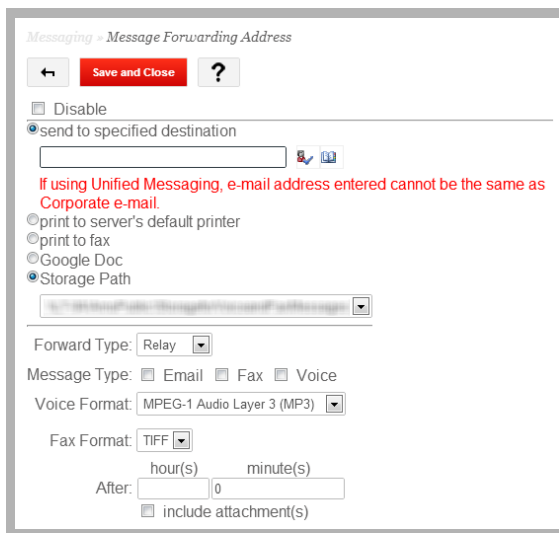 Messaging » Message Forwarding Address
Save and Close ?
Disable
send to specified destination
If using Unified Messaging, e-mail address entered cannot be the same as
Corporate e-mail.
print to server's default printer
print to fax
Google Doc
Storage Path
Forward Type: Relay
Message Type: Email Fax Voice
Voice Format: MPEG-1 Audio Layer 3 (MP3)
Fax Format: TIFF
hour(s) minute(s)
After: 0
include attachment(s)